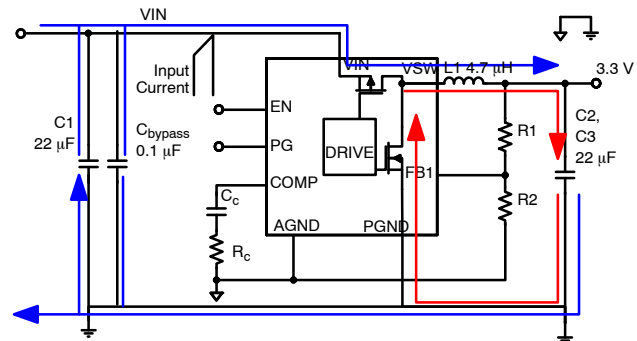 VIN
Input
Current
VIN
VSW
L1 4.7 μH
3.3 V
EN
C1
22 μF
Cbypass
0.1 μF
PG
DRIVE
R1
C2,
C3
22 μF
COMP
FB1
Cc
R2
AGND
PGND
Rc